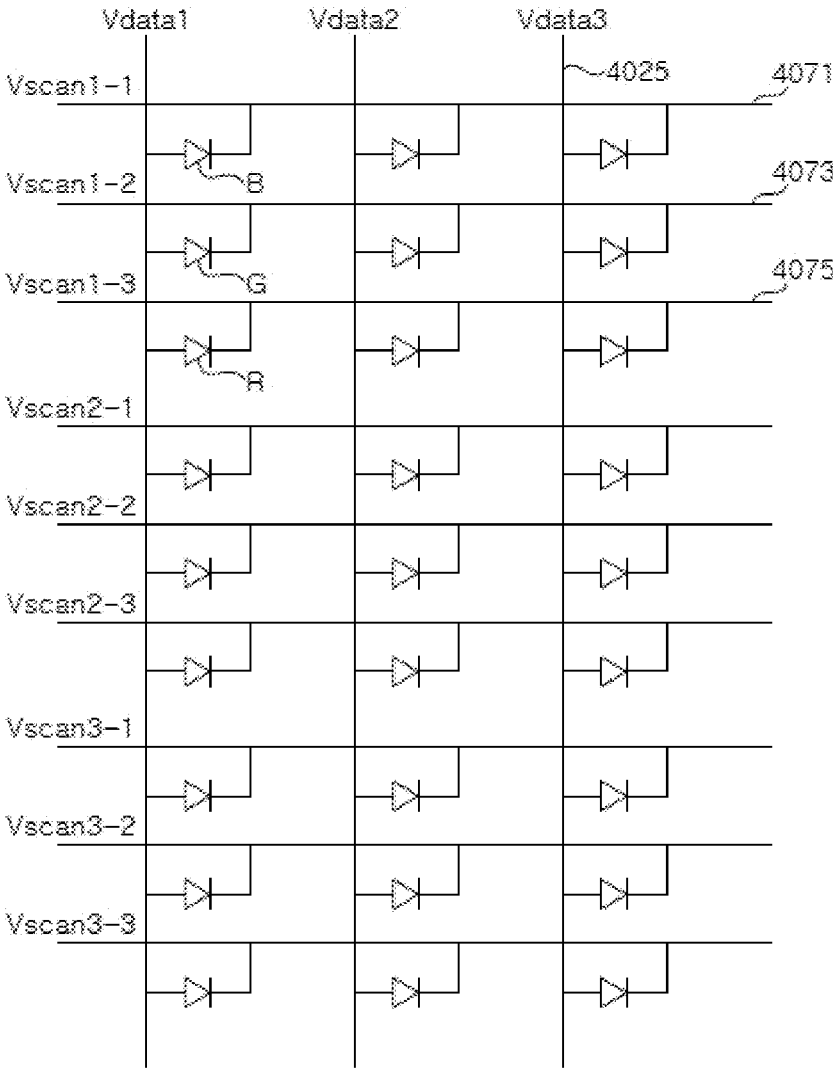 Vdata1 Vdata2 Vdata3
4025
Vscan1-1 4071
B
Vscan1-2 4073
G
Vscan1-3 4075
R
Vscan2-1
Vscan2-2
Vscan2-3
Vscan3-1
Vscan3-2
Vscan3-3